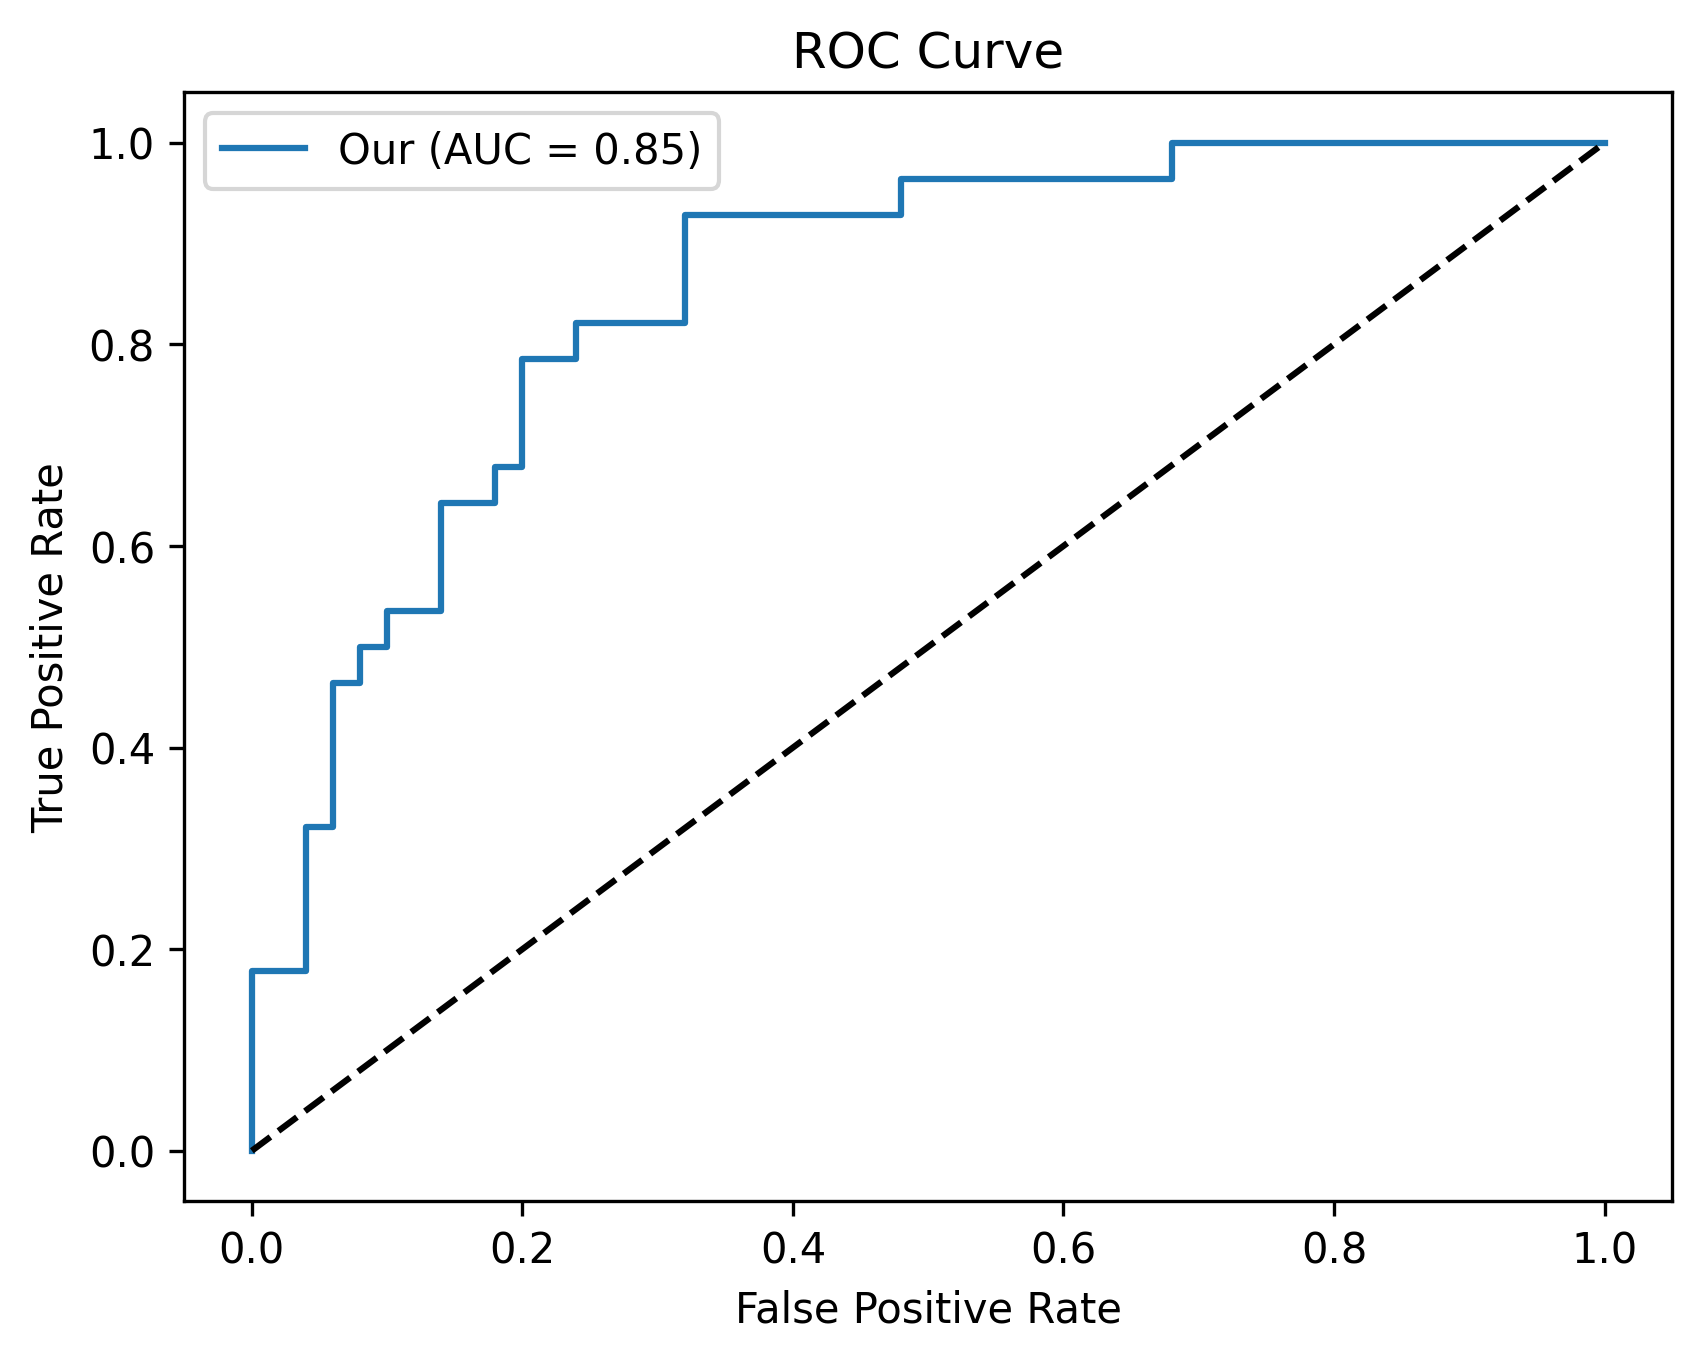 ROC Curve
Our (AUC = 0.85)
True Positive Rate
1.0
0.8
0.6
0.4
0.2
0.0
0.0 0.2 0.4 0.6 0.8 1.0
False Positive Rate